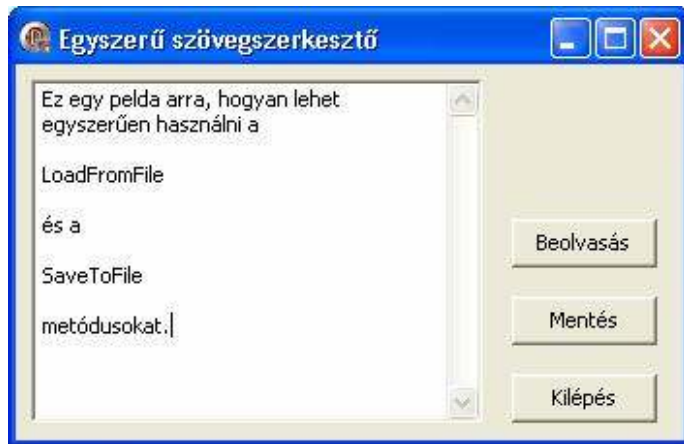 Egyszerű szövegszerkesztő
Ez egy pelda arra, hogyan lehet
egyszerűen használni a
LoadFromFile
és a
SaveToFile
metódusokat.
Beolvasás
Mentés
Kilépés